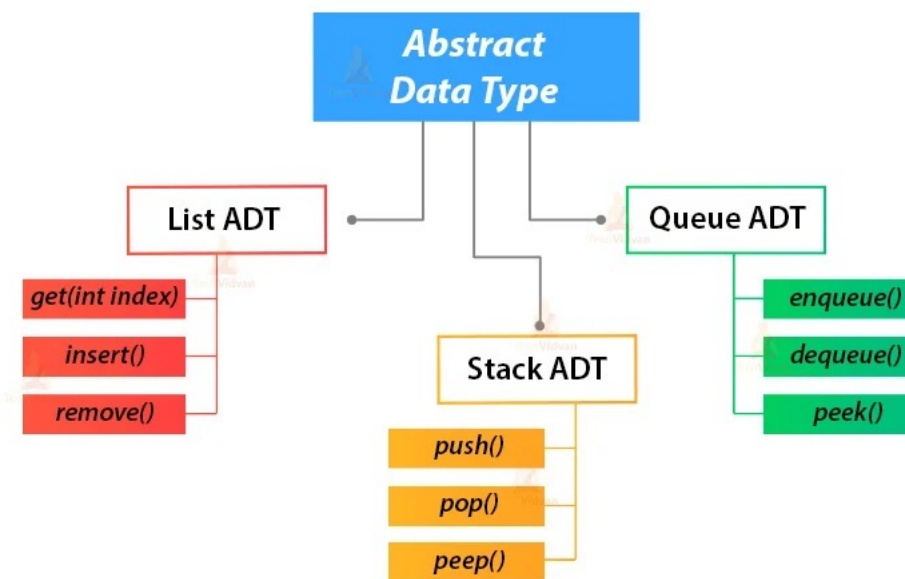 Abstract
Data Type
List ADT
get(int index)
insert()
remove()
Stack ADT
push()
pop()
peep()
Queue ADT
enqueue()
dequeue()
peek()